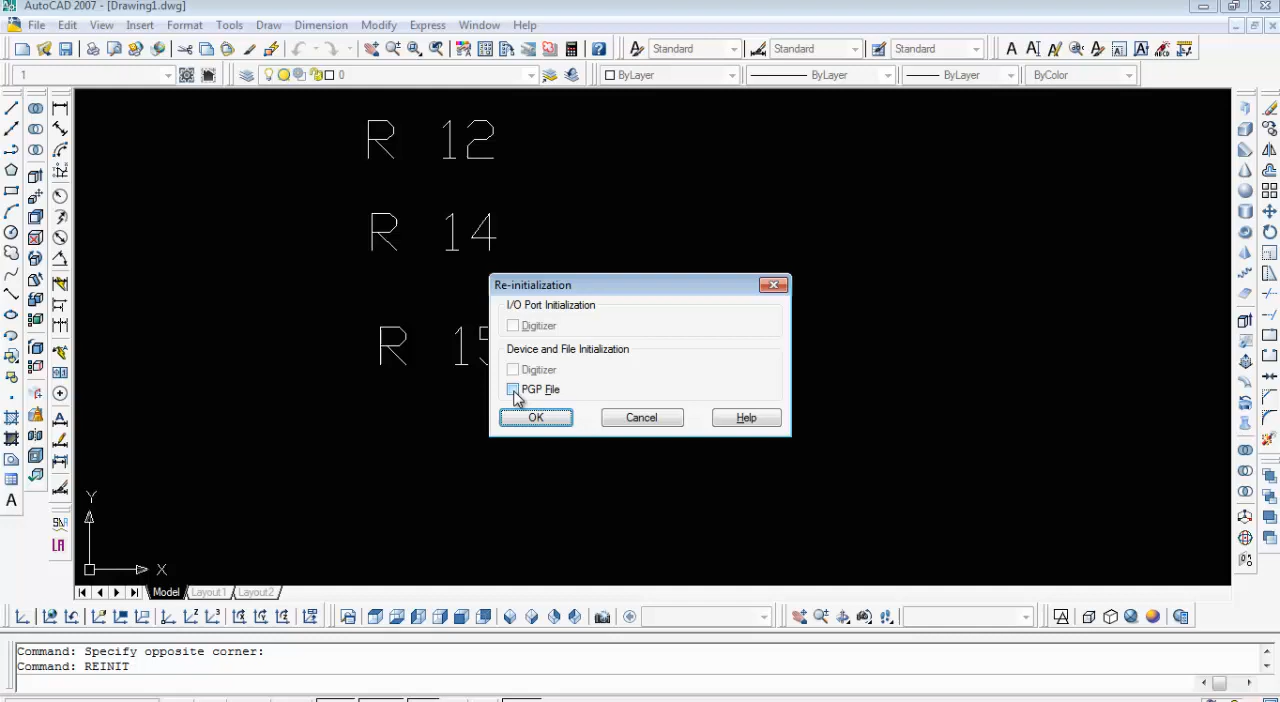 AutoCAD 2007 - [Drawing1.dwg]
File Edit View Insert Format Tools Draw Dimension Modify Express Window Help
Standard Standard Standard
1 0 ByLayer ByLayer ByLayer ByColor
R 12
R 14
R 15
Re-initialization
I/O Port Initialization
Digitizer
Device and File Initialization
Digitizer
PGP File
OK Cancel Help
A
Y
X
Model Layout1 Layout2
Command: Specify opposite corner:
Command: REINIT